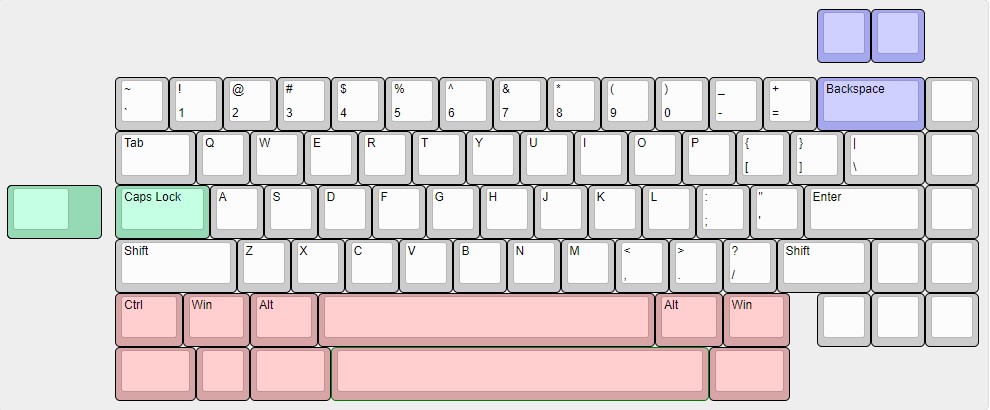 ~ ! @ # $ % ^ & * ( ) _ + Backspace
` 1 2 3 4 5 6 7 8 9 0 - =
Tab Q W E R T Y U I O P { } |
[ ] \
Caps Lock A S D F G H J K L : " Enter
; '
Shift Z X C V B N M < > ? Shift
, . /
Ctrl Win Alt Alt Win